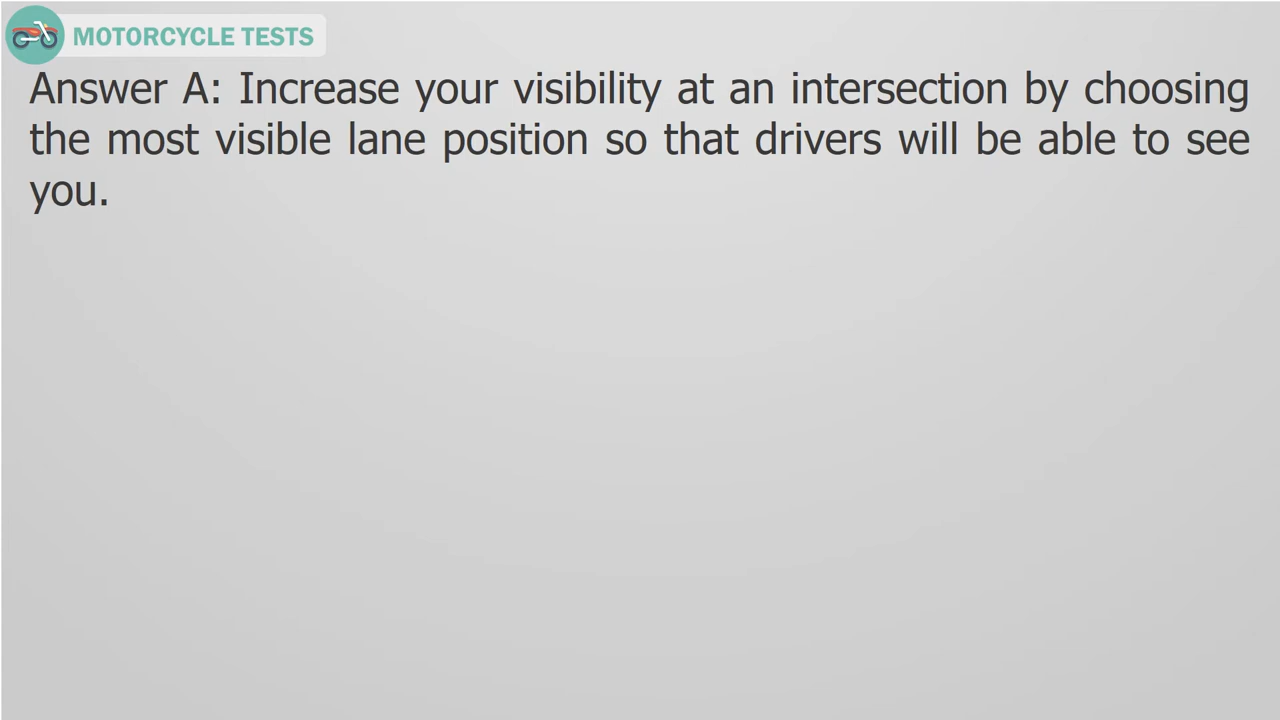 MOTORCYCLE TESTS
Answer A: Increase your visibility at an intersection by choosing
the most visible lane position so that drivers will be able to see
you.